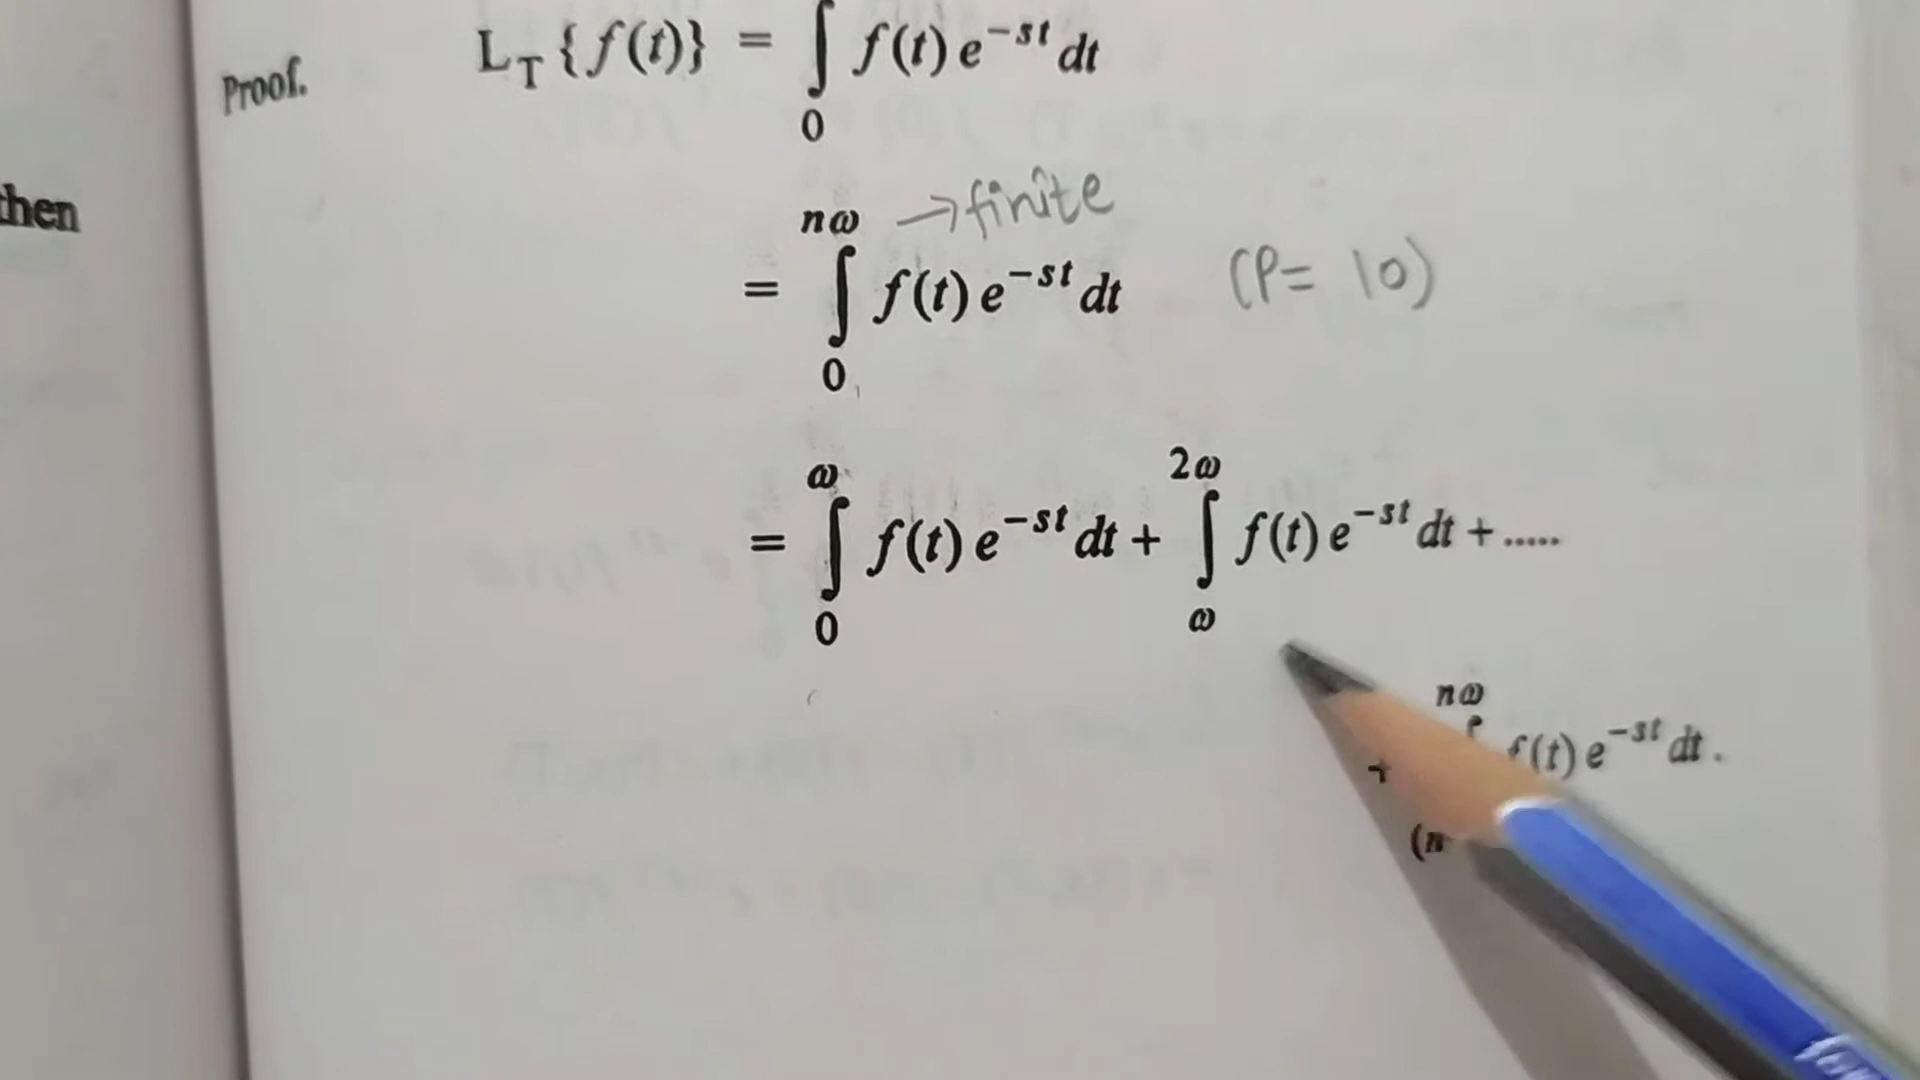 then
Proof. L_T {f(t)} = ∫_0 f(t) e^{-st} dt
= ∫_0^{nω} f(t) e^{-st} dt → finite (P= 10)
= ∫_0^ω f(t) e^{-st} dt + ∫_ω^{2ω} f(t) e^{-st} dt + .....
+ ∫_{(n}^{nω} f(t) e^{-st} dt .